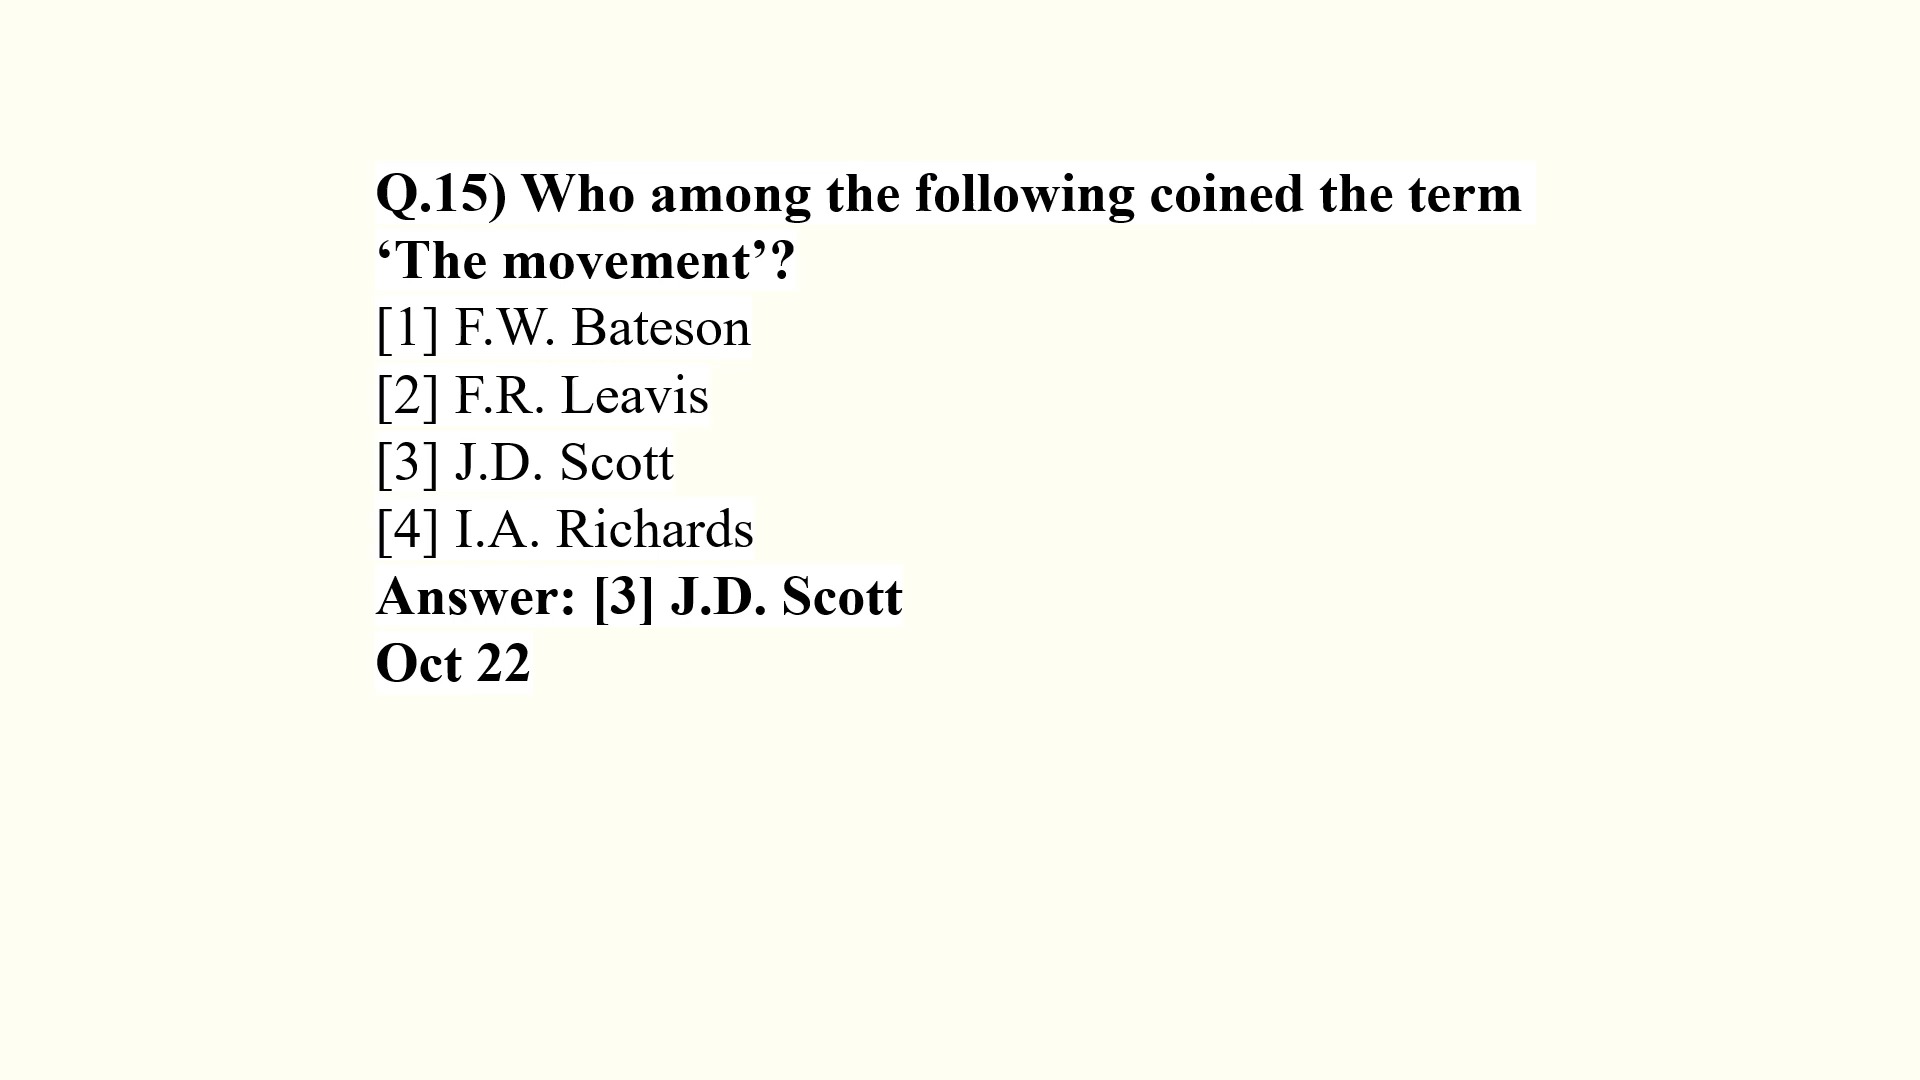 Q.15) Who among the following coined the term
‘The movement’?
[1] F.W. Bateson
[2] F.R. Leavis
[3] J.D. Scott
[4] I.A. Richards
Answer: [3] J.D. Scott
Oct 22